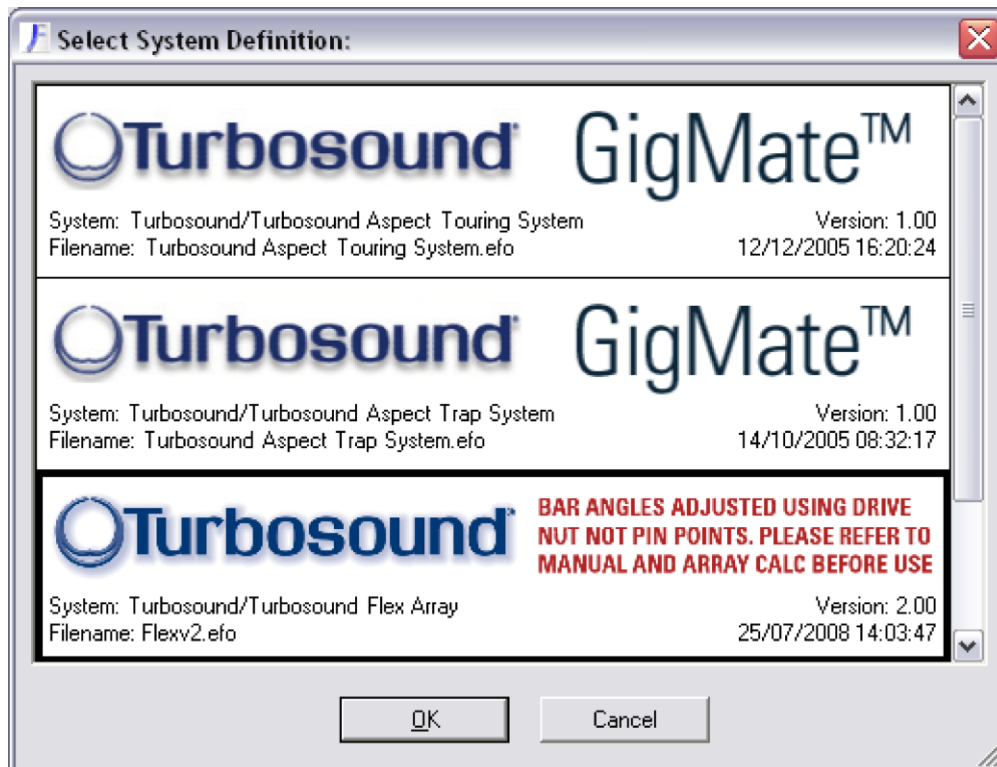 Select System Definition:
Turbosound® GigMate™
System: Turbosound/Turbosound Aspect Touring System Version: 1.00
Filename: Turbosound Aspect Touring System.efo 12/12/2005 16:20:24
Turbosound® GigMate™
System: Turbosound/Turbosound Aspect Trap System Version: 1.00
Filename: Turbosound Aspect Trap System.efo 14/10/2005 08:32:17
Turbosound®
BAR ANGLES ADJUSTED USING DRIVE
NUT NOT PIN POINTS. PLEASE REFER TO
MANUAL AND ARRAY CALC BEFORE USE
System: Turbosound/Turbosound Flex Array Version: 2.00
Filename: Flexv2.efo 25/07/2008 14:03:47
OK Cancel